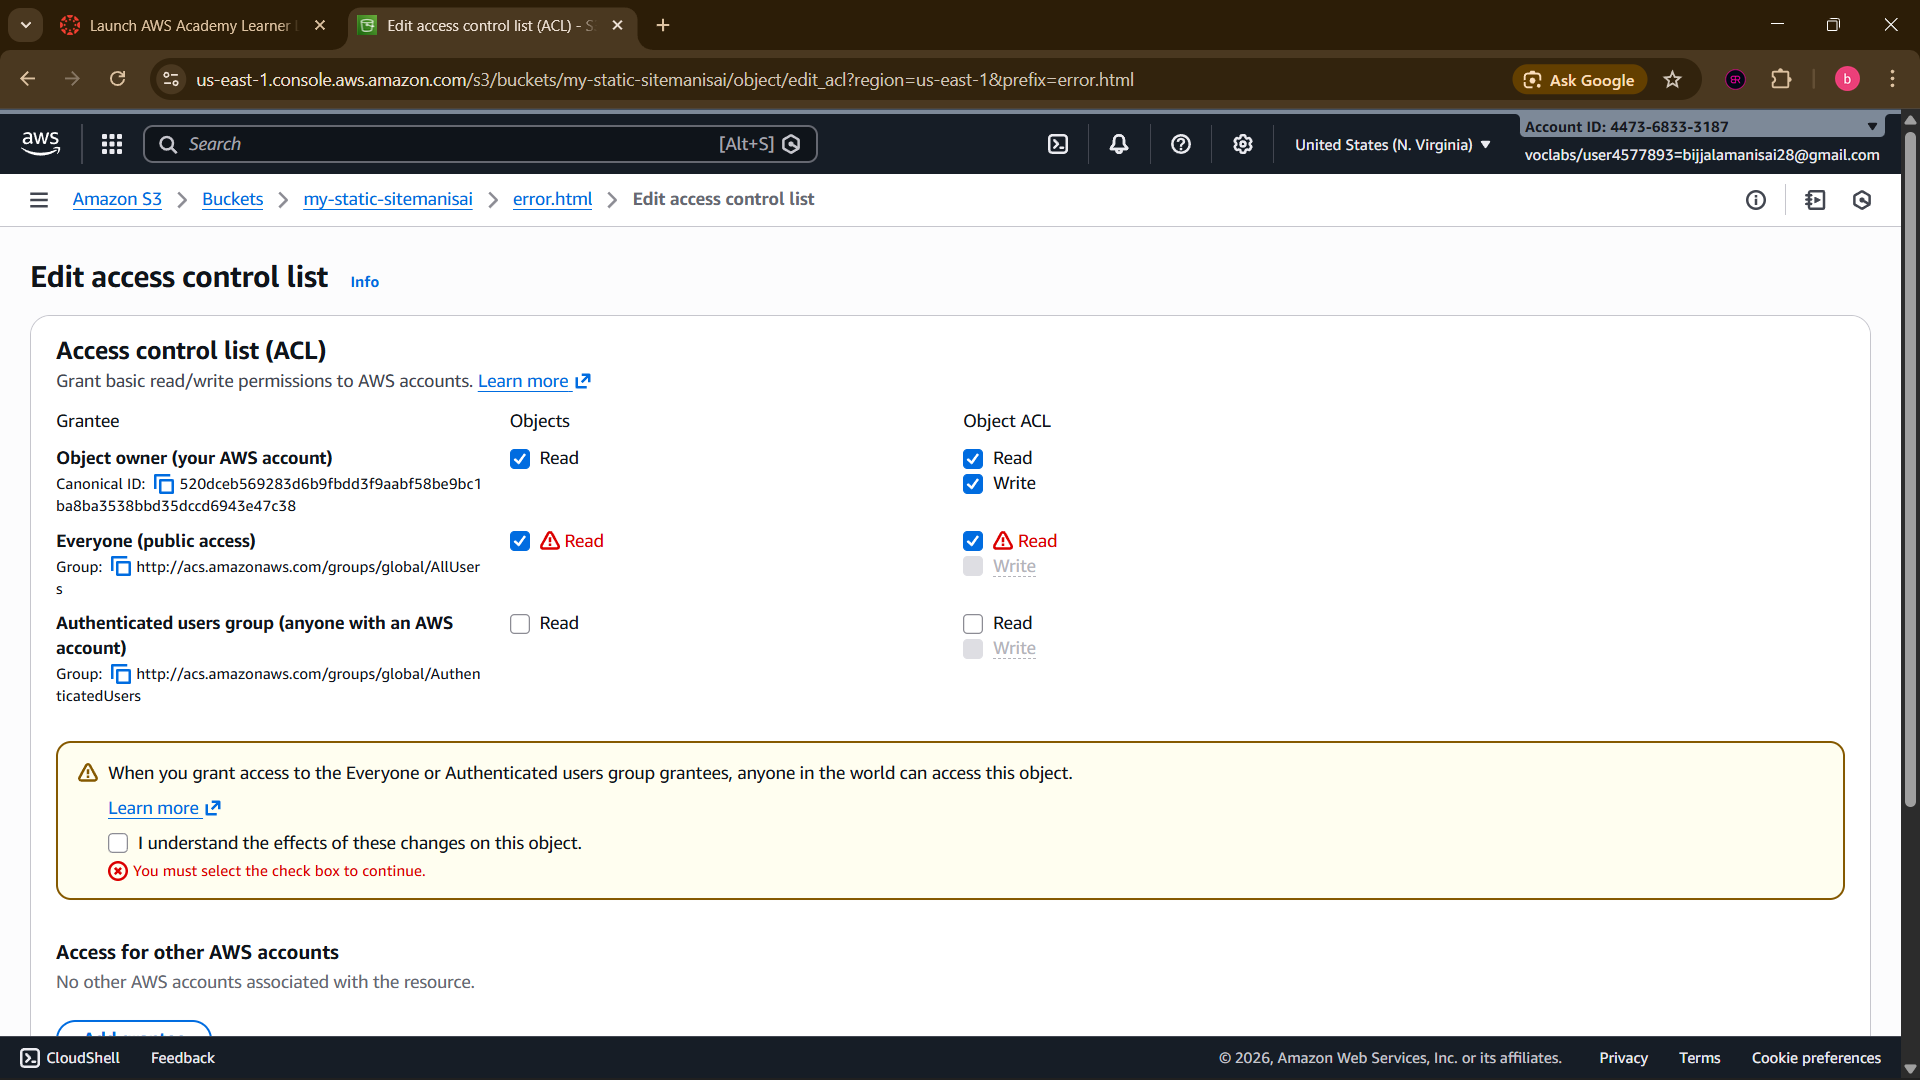 Launch AWS Academy Learner
Edit access control list (ACL) - S
us-east-1.console.aws.amazon.com/s3/buckets/my-static-sitemanisai/object/edit_acl?region=us-east-1&prefix=error.html
Ask Google
b
aws
Search
[Alt+S]
United States (N. Virginia)
Account ID: 4473-6833-3187
voclabs/user4577893=bijjalamanisai28@gmail.com
Amazon S3 > Buckets > my-static-sitemanisai > error.html > Edit access control list
Edit access control list Info
Access control list (ACL)
Grant basic read/write permissions to AWS accounts. Learn more
Grantee Objects Object ACL
Object owner (your AWS account) Read Read
Canonical ID: 520dceb569283d6b9fbdd3f9aabf58be9bc1 Write
ba8ba3538bbd35dccd6943e47c38
Everyone (public access) Read Read
Group: http://acs.amazonaws.com/groups/global/AllUser Write
s
Authenticated users group (anyone with an AWS Read Read
account) Write
Group: http://acs.amazonaws.com/groups/global/Authen
ticatedUsers
When you grant access to the Everyone or Authenticated users group grantees, anyone in the world can access this object.
Learn more
I understand the effects of these changes on this object.
You must select the check box to continue.
Access for other AWS accounts
No other AWS accounts associated with the resource.
CloudShell Feedback © 2026, Amazon Web Services, Inc. or its affiliates. Privacy Terms Cookie preferences